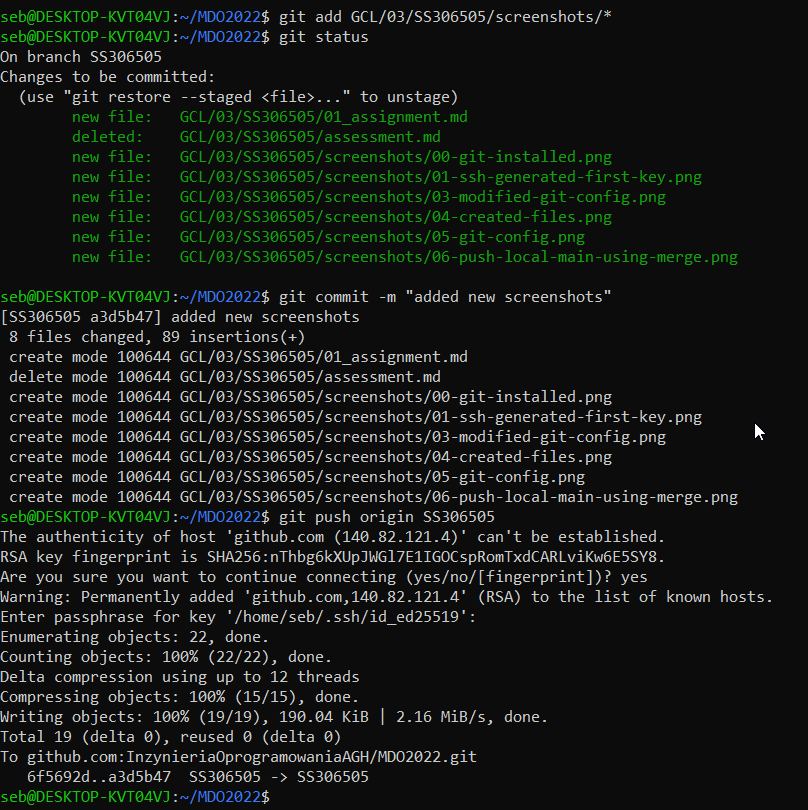 seb@DESKTOP-KVT04VJ:~/MDO2022$ git add GCL/03/SS306505/screenshots/*
seb@DESKTOP-KVT04VJ:~/MDO2022$ git status
On branch SS306505
Changes to be committed:
  (use "git restore --staged <file>..." to unstage)
        new file:   GCL/03/SS306505/01_assignment.md
        deleted:    GCL/03/SS306505/assessment.md
        new file:   GCL/03/SS306505/screenshots/00-git-installed.png
        new file:   GCL/03/SS306505/screenshots/01-ssh-generated-first-key.png
        new file:   GCL/03/SS306505/screenshots/03-modified-git-config.png
        new file:   GCL/03/SS306505/screenshots/04-created-files.png
        new file:   GCL/03/SS306505/screenshots/05-git-config.png
        new file:   GCL/03/SS306505/screenshots/06-push-local-main-using-merge.png

seb@DESKTOP-KVT04VJ:~/MDO2022$ git commit -m "added new screenshots"
[SS306505 a3d5b47] added new screenshots
 8 files changed, 89 insertions(+)
 create mode 100644 GCL/03/SS306505/01_assignment.md
 delete mode 100644 GCL/03/SS306505/assessment.md
 create mode 100644 GCL/03/SS306505/screenshots/00-git-installed.png
 create mode 100644 GCL/03/SS306505/screenshots/01-ssh-generated-first-key.png
 create mode 100644 GCL/03/SS306505/screenshots/03-modified-git-config.png
 create mode 100644 GCL/03/SS306505/screenshots/04-created-files.png
 create mode 100644 GCL/03/SS306505/screenshots/05-git-config.png
 create mode 100644 GCL/03/SS306505/screenshots/06-push-local-main-using-merge.png
seb@DESKTOP-KVT04VJ:~/MDO2022$ git push origin SS306505
The authenticity of host 'github.com (140.82.121.4)' can't be established.
RSA key fingerprint is SHA256:nThbg6kXUpJWGl7E1IGOCspRomTxdCARLviKw6E5SY8.
Are you sure you want to continue connecting (yes/no/[fingerprint])? yes
Warning: Permanently added 'github.com,140.82.121.4' (RSA) to the list of known hosts.
Enter passphrase for key '/home/seb/.ssh/id_ed25519':
Enumerating objects: 22, done.
Counting objects: 100% (22/22), done.
Delta compression using up to 12 threads
Compressing objects: 100% (15/15), done.
Writing objects: 100% (19/19), 190.04 KiB | 2.16 MiB/s, done.
Total 19 (delta 0), reused 0 (delta 0)
To github.com:InzynieriaOprogramowaniaAGH/MDO2022.git
   6f5692d..a3d5b47  SS306505 -> SS306505
seb@DESKTOP-KVT04VJ:~/MDO2022$